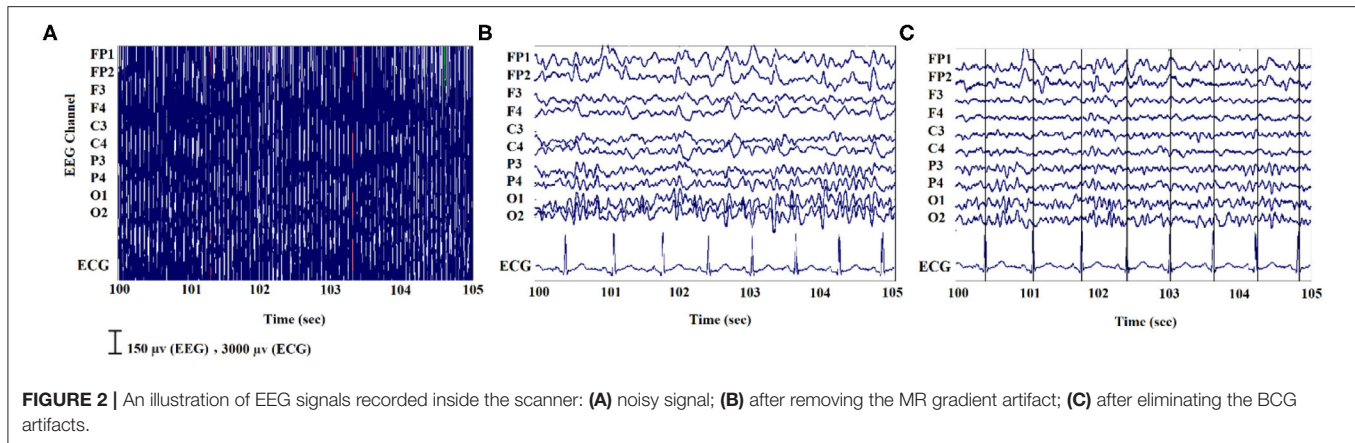 A
B
C
EEG Channel
FP1
FP2
F3
F4
C3
C4
P3
P4
O1
O2
ECG
100 101 102 103 104 105
Time (sec)
150 μv (EEG) , 3000 μv (ECG)
FP1
FP2
F3
F4
C3
C4
P3
P4
O1
O2
ECG
100 101 102 103 104 105
Time (sec)
FP1
FP2
F3
F4
C3
C4
P3
P4
O1
O2
ECG
100 101 102 103 104 105
Time (sec)
FIGURE 2 | An illustration of EEG signals recorded inside the scanner: (A) noisy signal; (B) after removing the MR gradient artifact; (C) after eliminating the BCG
artifacts.